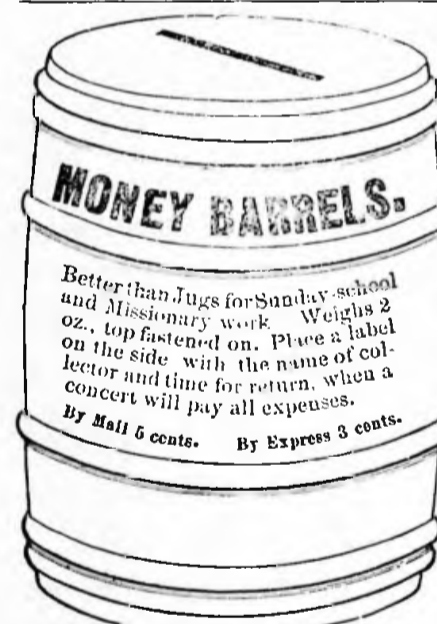 MONEY BARRELS.
Better than Jugs for Sunday-school
and Missionary work. Weighs 2
oz., top fastened on. Place a label
on the side with the name of col-
lector and time for return, when a
concert will pay all expenses.
By Mail 5 cents. By Express 3 cents.